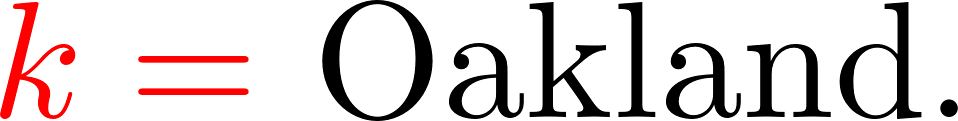 k = Oakland.